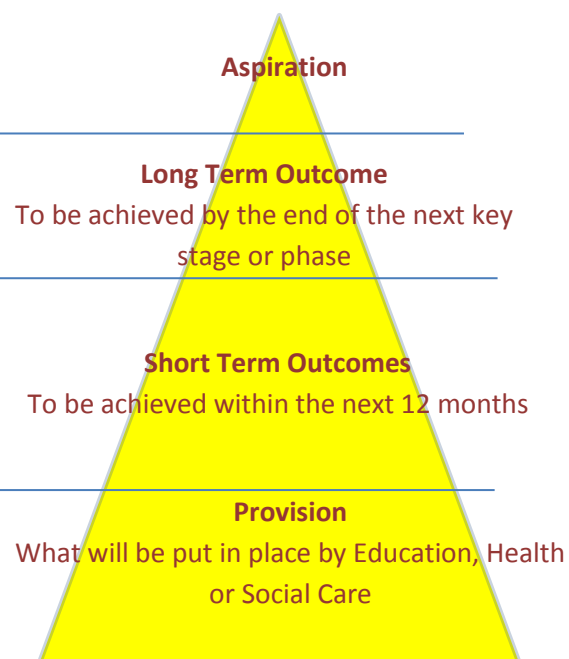 Aspiration
Long Term Outcome
To be achieved by the end of the next key
stage or phase
Short Term Outcomes
To be achieved within the next 12 months
Provision
What will be put in place by Education, Health
or Social Care